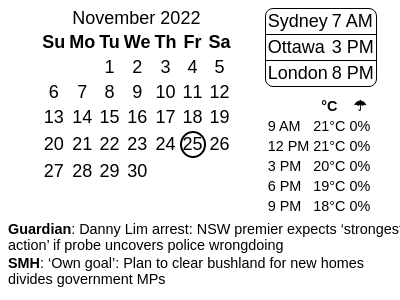 November 2022
Su Mo Tu We Th Fr Sa
1 2 3 4 5
6 7 8 9 10 11 12
13 14 15 16 17 18 19
20 21 22 23 24 25 26
27 28 29 30
Sydney 7 AM
Ottawa 3 PM
London 8 PM
°C ☂
9 AM 21°C 0%
12 PM 21°C 0%
3 PM 20°C 0%
6 PM 19°C 0%
9 PM 18°C 0%
Guardian: Danny Lim arrest: NSW premier expects ‘strongest
action’ if probe uncovers police wrongdoing
SMH: ‘Own goal’: Plan to clear bushland for new homes
divides government MPs